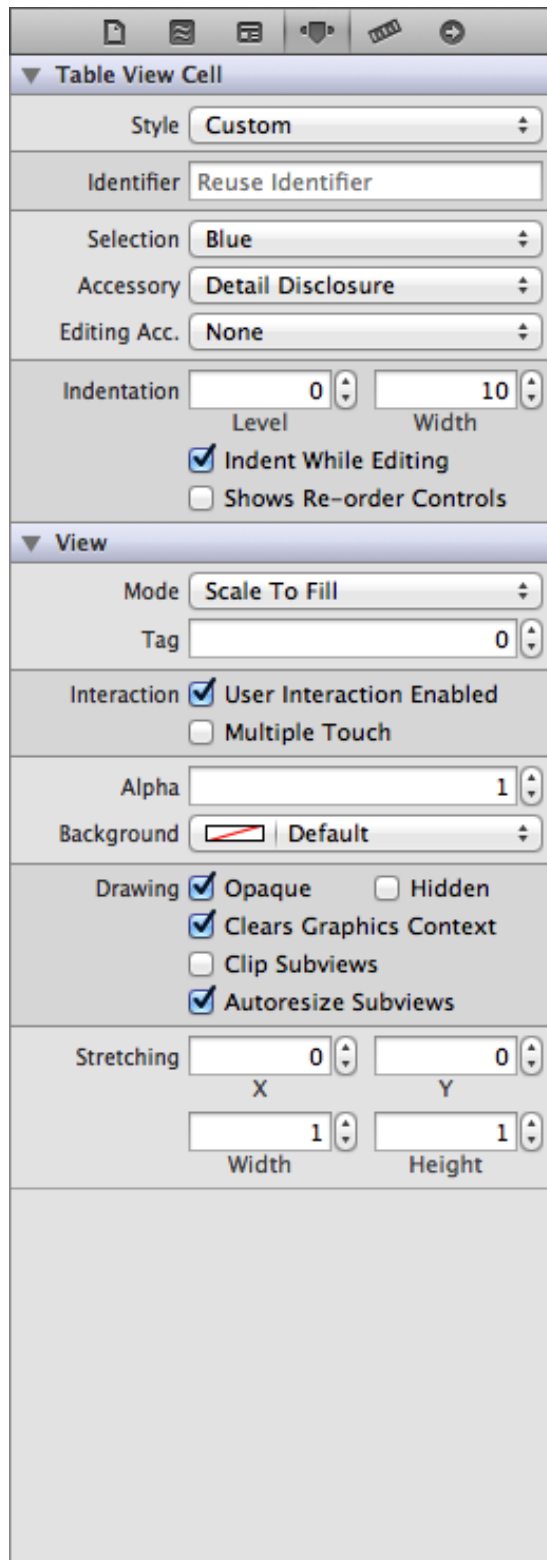 Table View Cell
Style Custom
Identifier Reuse Identifier
Selection Blue
Accessory Detail Disclosure
Editing Acc. None
Indentation 0 10
Level Width
Indent While Editing
Shows Re-order Controls
View
Mode Scale To Fill
Tag 0
Interaction User Interaction Enabled
Multiple Touch
Alpha 1
Background Default
Drawing Opaque Hidden
Clears Graphics Context
Clip Subviews
Autoresize Subviews
Stretching 0 0
X Y
1 1
Width Height